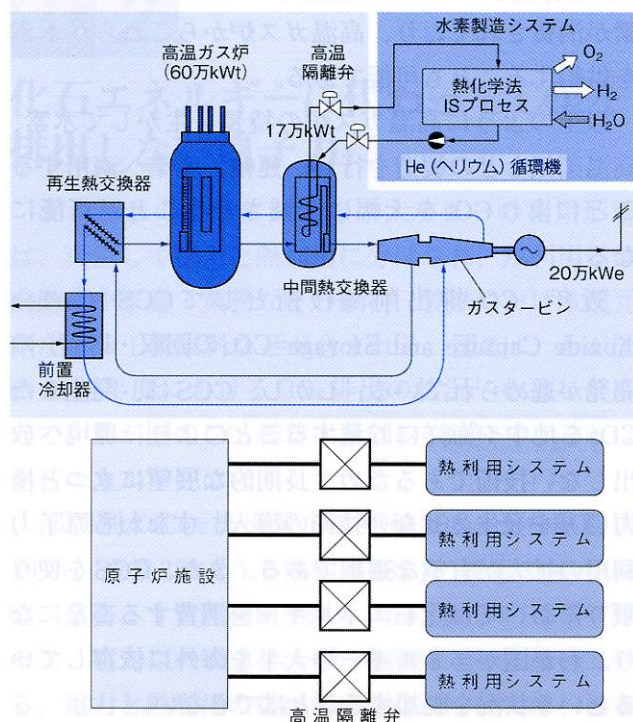 水素製造システム
高温ガス炉
(60万kWt)
高温
隔離弁
熱化学法
ISプロセス
O2
H2
H2O
17万kWt
He(ヘリウム)循環機
再生熱交換器
中間熱交換器
20万kWe
ガスタービン
前置
冷却器
原子炉施設
熱利用システム
熱利用システム
熱利用システム
熱利用システム
高温隔離弁